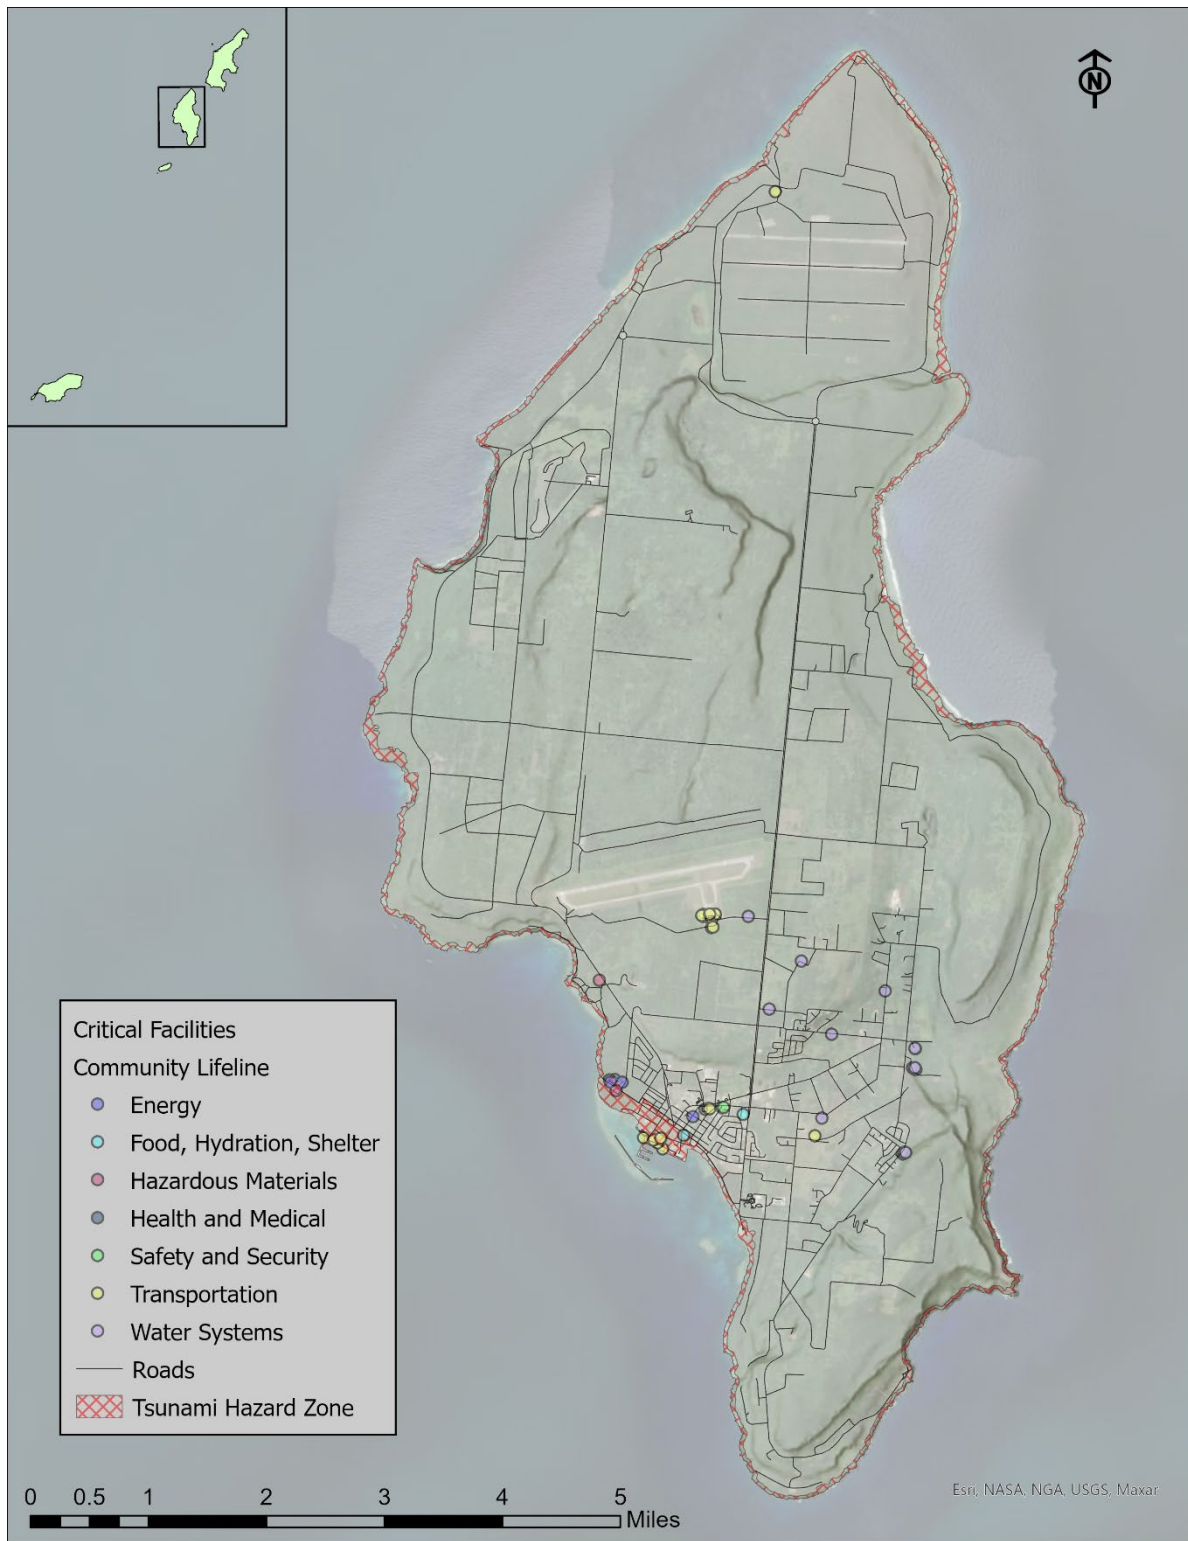 N
Critical Facilities
Community Lifeline
Energy
Food, Hydration, Shelter
Hazardous Materials
Health and Medical
Safety and Security
Transportation
Water Systems
Roads
Tsunami Hazard Zone
0 0.5 1 2 3 4 5
Miles
Esri, NASA, NGA, USGS, Maxar